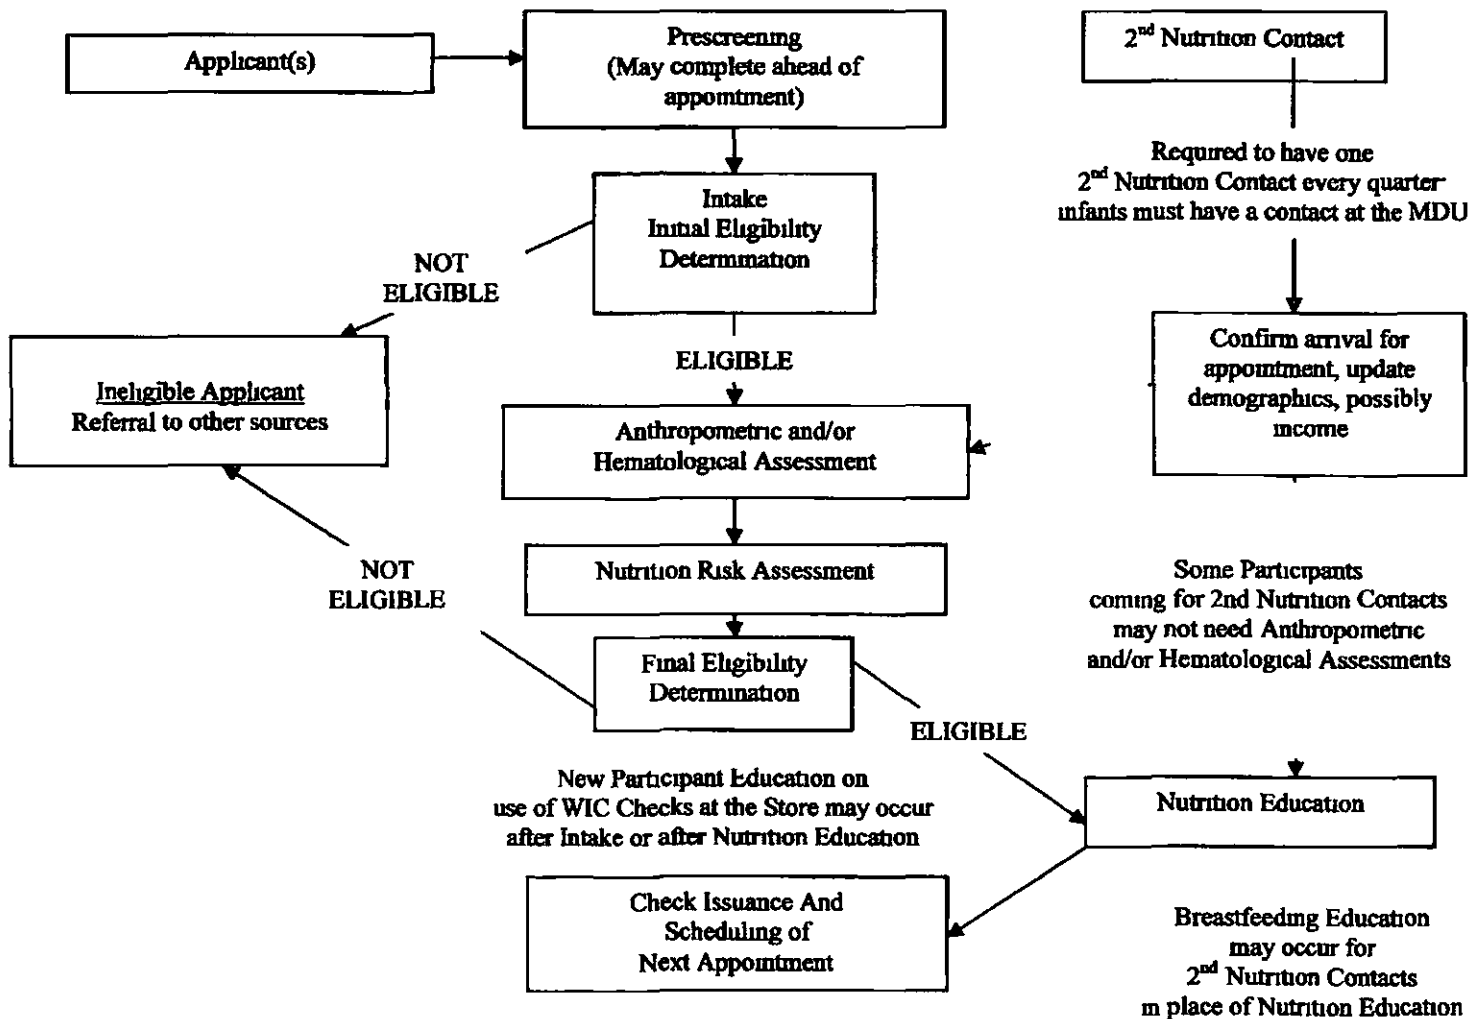 Applicant(s)
Prescreening
(May complete ahead of
appointment)
2nd Nutrition Contact
Required to have one
2nd Nutrition Contact every quarter
infants must have a contact at the MDU
Intake
Initial Eligibility
Determination
NOT
ELIGIBLE
ELIGIBLE
Ineligible Applicant
Referral to other sources
Confirm arrival for
appointment, update
demographics, possibly
income
Anthropometric and/or
Hematological Assessment
NOT
ELIGIBLE
Nutrition Risk Assessment
Some Participants
coming for 2nd Nutrition Contacts
may not need Anthropometric
and/or Hematological Assessments
Final Eligibility
Determination
ELIGIBLE
New Participant Education on
use of WIC Checks at the Store may occur
after Intake or after Nutrition Education
Nutrition Education
Check Issuance And
Scheduling of
Next Appointment
Breastfeeding Education
may occur for
2nd Nutrition Contacts
in place of Nutrition Education